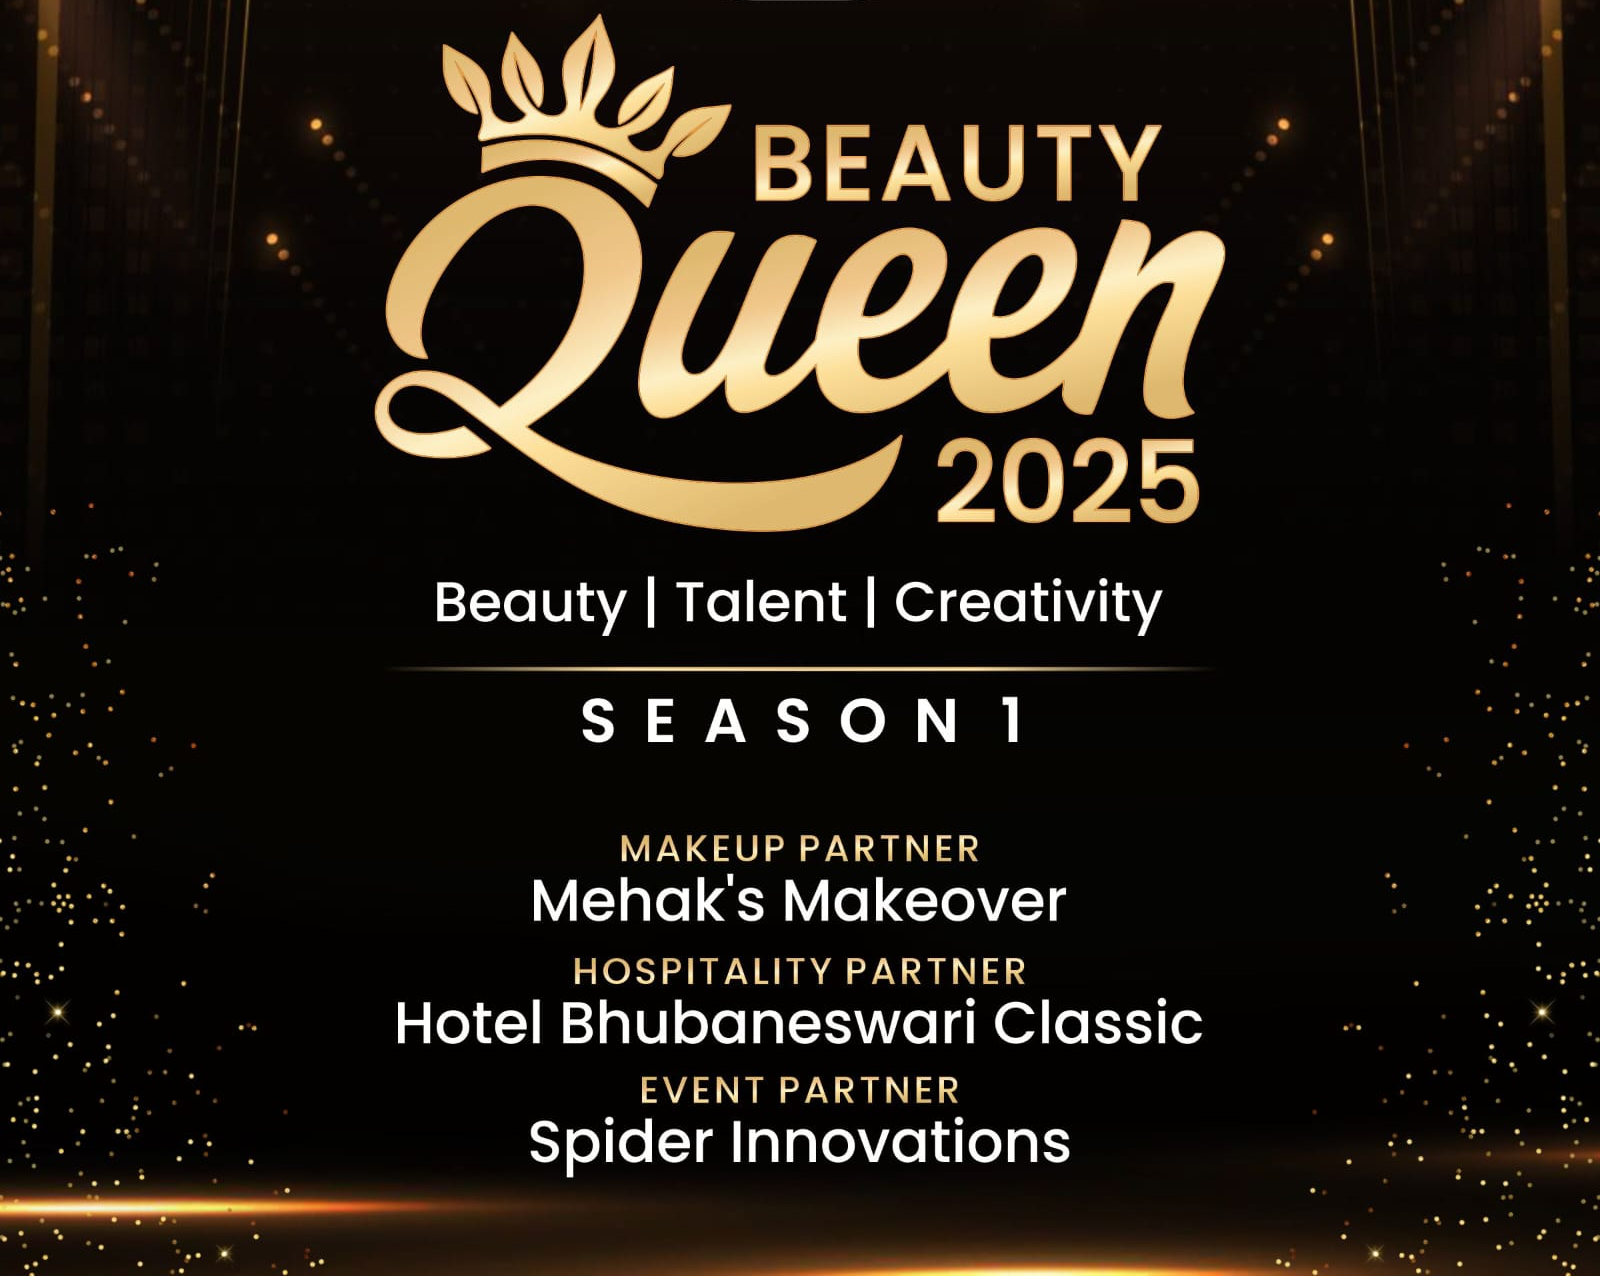 BEAUTY
Queen
2025
Beauty | Talent | Creativity
SEASON 1
MAKEUP PARTNER
Mehak's Makeover
HOSPITALITY PARTNER
Hotel Bhubaneswari Classic
EVENT PARTNER
Spider Innovations